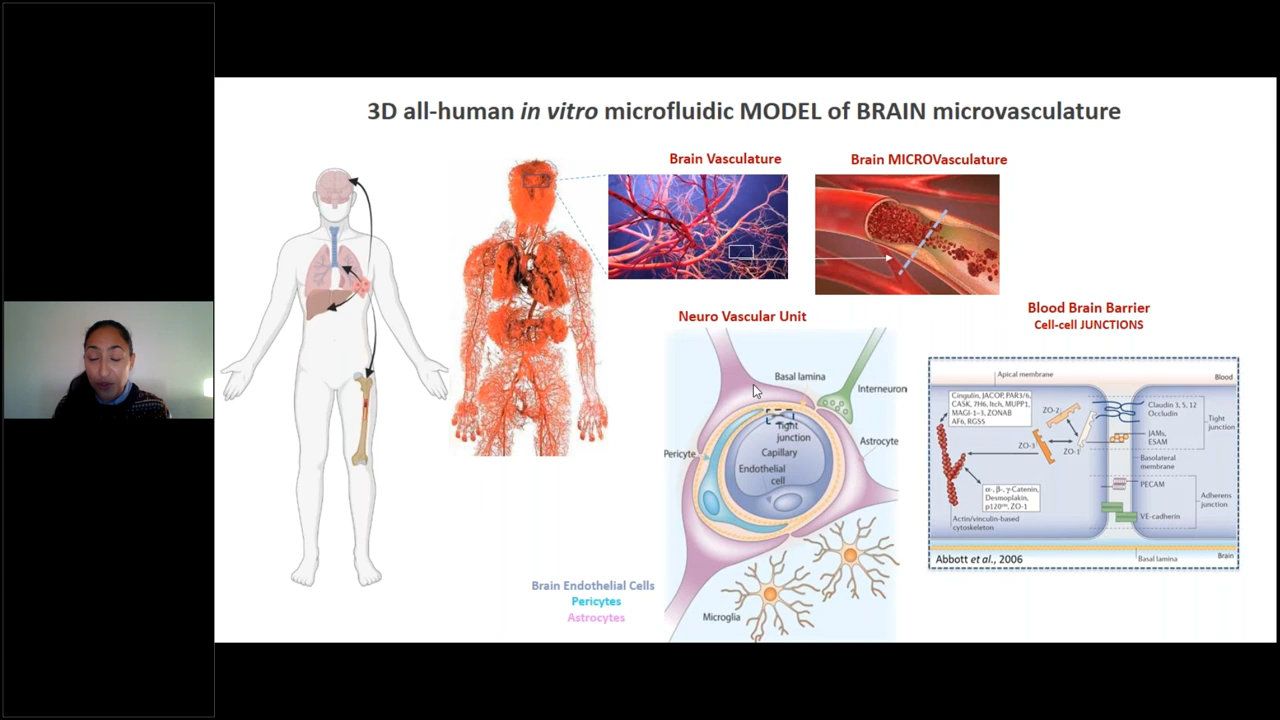 3D all-human in vitro microfluidic MODEL of BRAIN microvasculature
Brain Vasculature
Brain MICROVasculature
Neuro Vascular Unit
Blood Brain Barrier
Cell-cell JUNCTIONS
Basal lamina
Interneuron
Tight
junction
Astrocyte
Capillary
Pericyte
Endothelial
cell
Microglia
Brain Endothelial Cells
Pericytes
Astrocytes
Apical membrane
Blood
Cingulin, JACOP, PAR3/6,
CASK, 7H6, Itch, MUPP1,
MAGI-1–3, ZONAB
AF6, RGS5
ZO-2
ZO-3
ZO-1
Claudin 3, 5, 12
Occludin
Tight
junction
JAMs,
ESAM
Basolateral
membrane
PECAM
Adherens
junction
VE-cadherin
α-, β-, γ-Catenin,
Desmoplakin,
p120ctn, ZO-1
Actin/vinculin-based
cytoskeleton
Abbott et al., 2006
Basal lamina
Brain